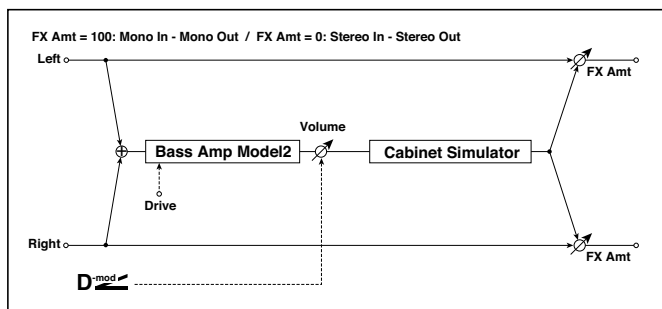 FX Amt = 100: Mono In - Mono Out / FX Amt = 0: Stereo In - Stereo Out
Left
FX Amt
Volume
Bass Amp Model2
Cabinet Simulator
Drive
Right
FX Amt
D-mod